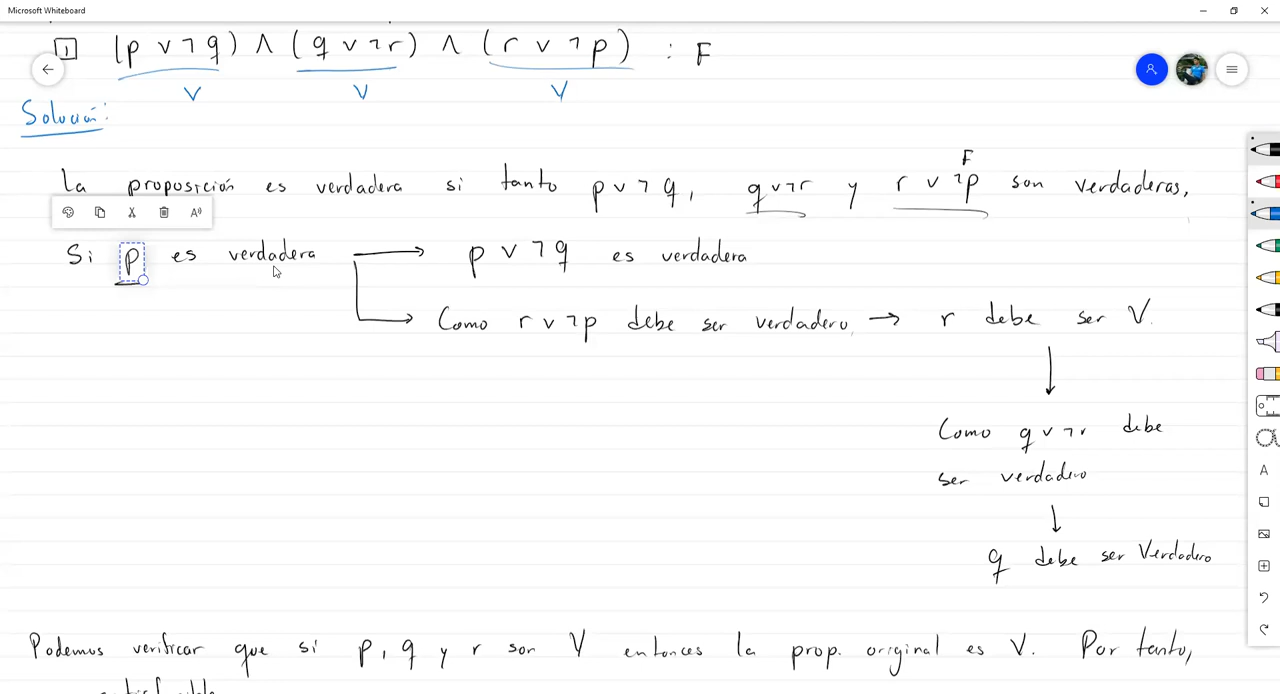 Microsoft Whiteboard
1 (p ∨ ¬q) ∧ (q ∨ ¬r) ∧ (r ∨ ¬p) : F
V V V
Solución:
F
La proposición es verdadera si tanto p ∨ ¬q, q ∨ ¬r y r ∨ ¬p son verdaderas,
Si p es verdadera → p ∨ ¬q es verdadera
→ Como r ∨ ¬p debe ser verdadero, → r debe ser V.
Como q ∨ ¬r debe
ser verdadero
↓
q debe ser Verdadero
Podemos verificar que si p, q y r son V entonces la prop. original es V. Por tanto,